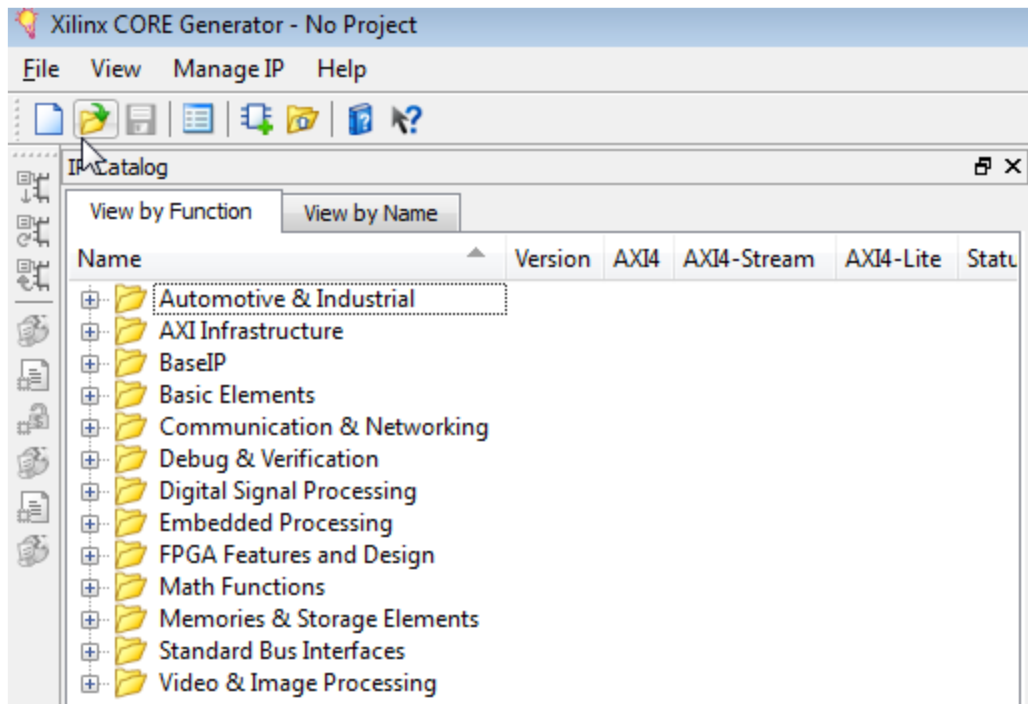 Xilinx CORE Generator - No Project
File View Manage IP Help
IP Catalog
View by Function View by Name
Name Version AXI4 AXI4-Stream AXI4-Lite Statu
Automotive & Industrial
AXI Infrastructure
BaseIP
Basic Elements
Communication & Networking
Debug & Verification
Digital Signal Processing
Embedded Processing
FPGA Features and Design
Math Functions
Memories & Storage Elements
Standard Bus Interfaces
Video & Image Processing